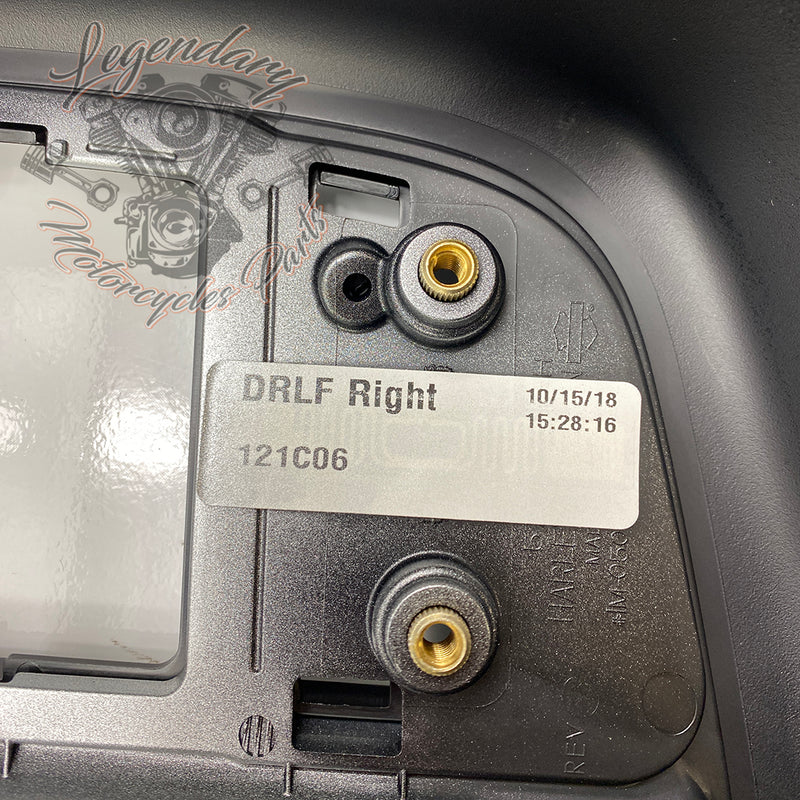 Legendary
Motorcycles Parts
DRLF Right
10/15/18
15:28:16
121C06
REV